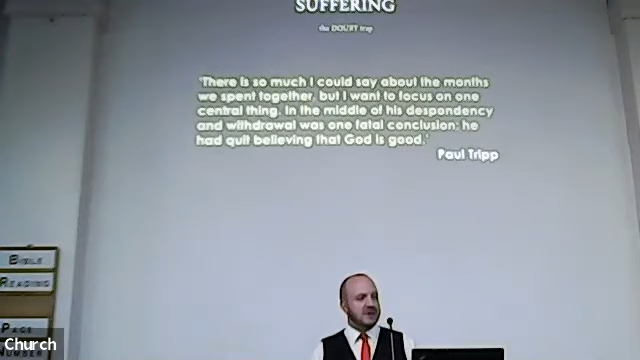 SUFFERING
the DOUBT trap
'There is so much I could say about the months
we spent together, but I want to focus on one
central thing. In the middle of his despondency
and withdrawal was one fatal conclusion: he
had quit believing that God is good.'
Paul Tripp
BIBLE
READING
PAGE
NUMBER
Church